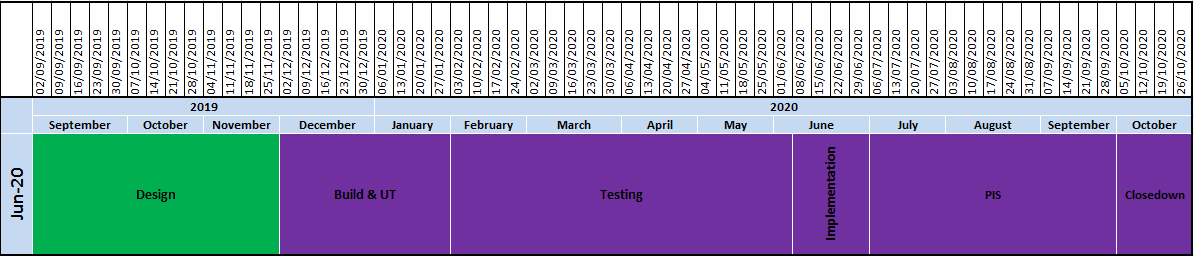 02/09/2019 09/09/2019 16/09/2019 23/09/2019 30/09/2019 07/10/2019 14/10/2019 21/10/2019 28/10/2019 04/11/2019 11/11/2019 18/11/2019 25/11/2019 02/12/2019 09/12/2019 16/12/2019 23/12/2019 30/12/2019 06/01/2020 13/01/2020 20/01/2020 27/01/2020 03/02/2020 10/02/2020 17/02/2020 24/02/2020 02/03/2020 09/03/2020 16/03/2020 23/03/2020 30/03/2020 06/04/2020 13/04/2020 20/04/2020 27/04/2020 04/05/2020 11/05/2020 18/05/2020 25/05/2020 01/06/2020 08/06/2020 15/06/2020 22/06/2020 29/06/2020 06/07/2020 13/07/2020 20/07/2020 27/07/2020 03/08/2020 10/08/2020 17/08/2020 24/08/2020 31/08/2020 07/09/2020 14/09/2020 21/09/2020 28/09/2020 05/10/2020 12/10/2020 19/10/2020 26/10/2020
2019 2020
September October November December January February March April May June July August September October
Jun-20 Design Build & UT Testing Implementation PIS Closedown